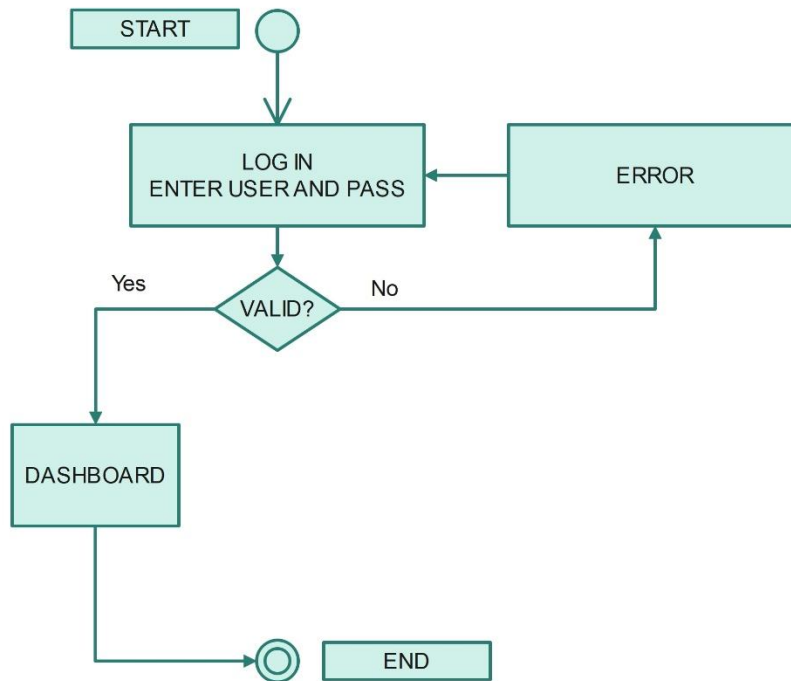 START
LOG IN
ENTER USER AND PASS
ERROR
Yes
No
VALID?
DASHBOARD
END